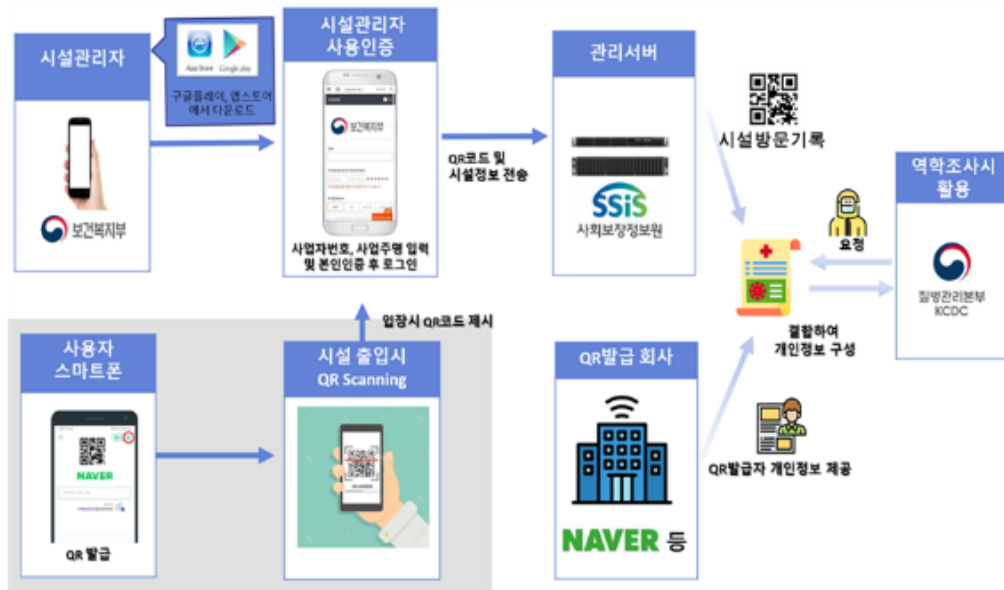 시설관리자
App Store Google play
구글플레이, 앱스토어
에서 다운로드
보건복지부
시설관리자
사용인증
보건복지부
사업자번호, 사업주명 입력
및 본인인증 후 로그인
QR코드 및
시설정보 전송
관리서버
SSiS
사회보장정보원
시설방문기록
역학조사시
활용
요청
질병관리본부
KCDC
결합하여
개인정보 구성
입장시 QR코드 제시
사용자
스마트폰
NAVER
QR 발급
시설 출입시
QR Scanning
QR발급 회사
NAVER 등
QR발급자 개인정보 제공